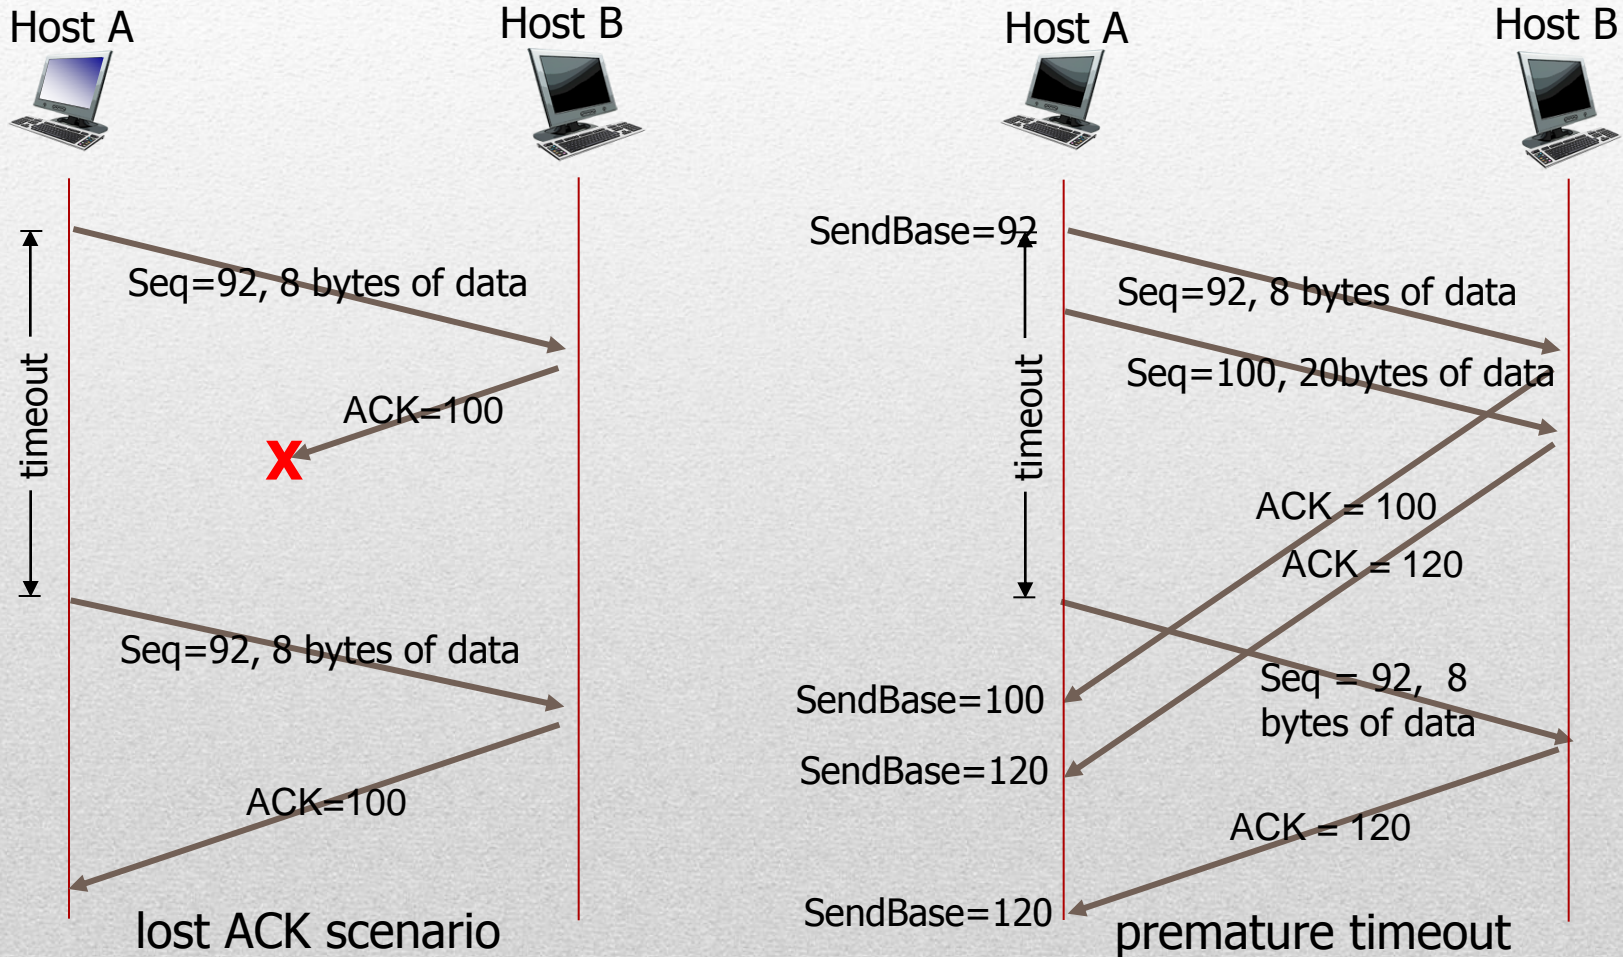 Host A
Host B
Seq=92, 8 bytes of data
timeout
ACK=100
X
Seq=92, 8 bytes of data
ACK=100
lost ACK scenario
Host A
Host B
SendBase=92
Seq=92, 8 bytes of data
Seq=100, 20bytes of data
timeout
ACK = 100
ACK = 120
Seq = 92, 8
bytes of data
SendBase=100
SendBase=120
ACK = 120
SendBase=120
premature timeout